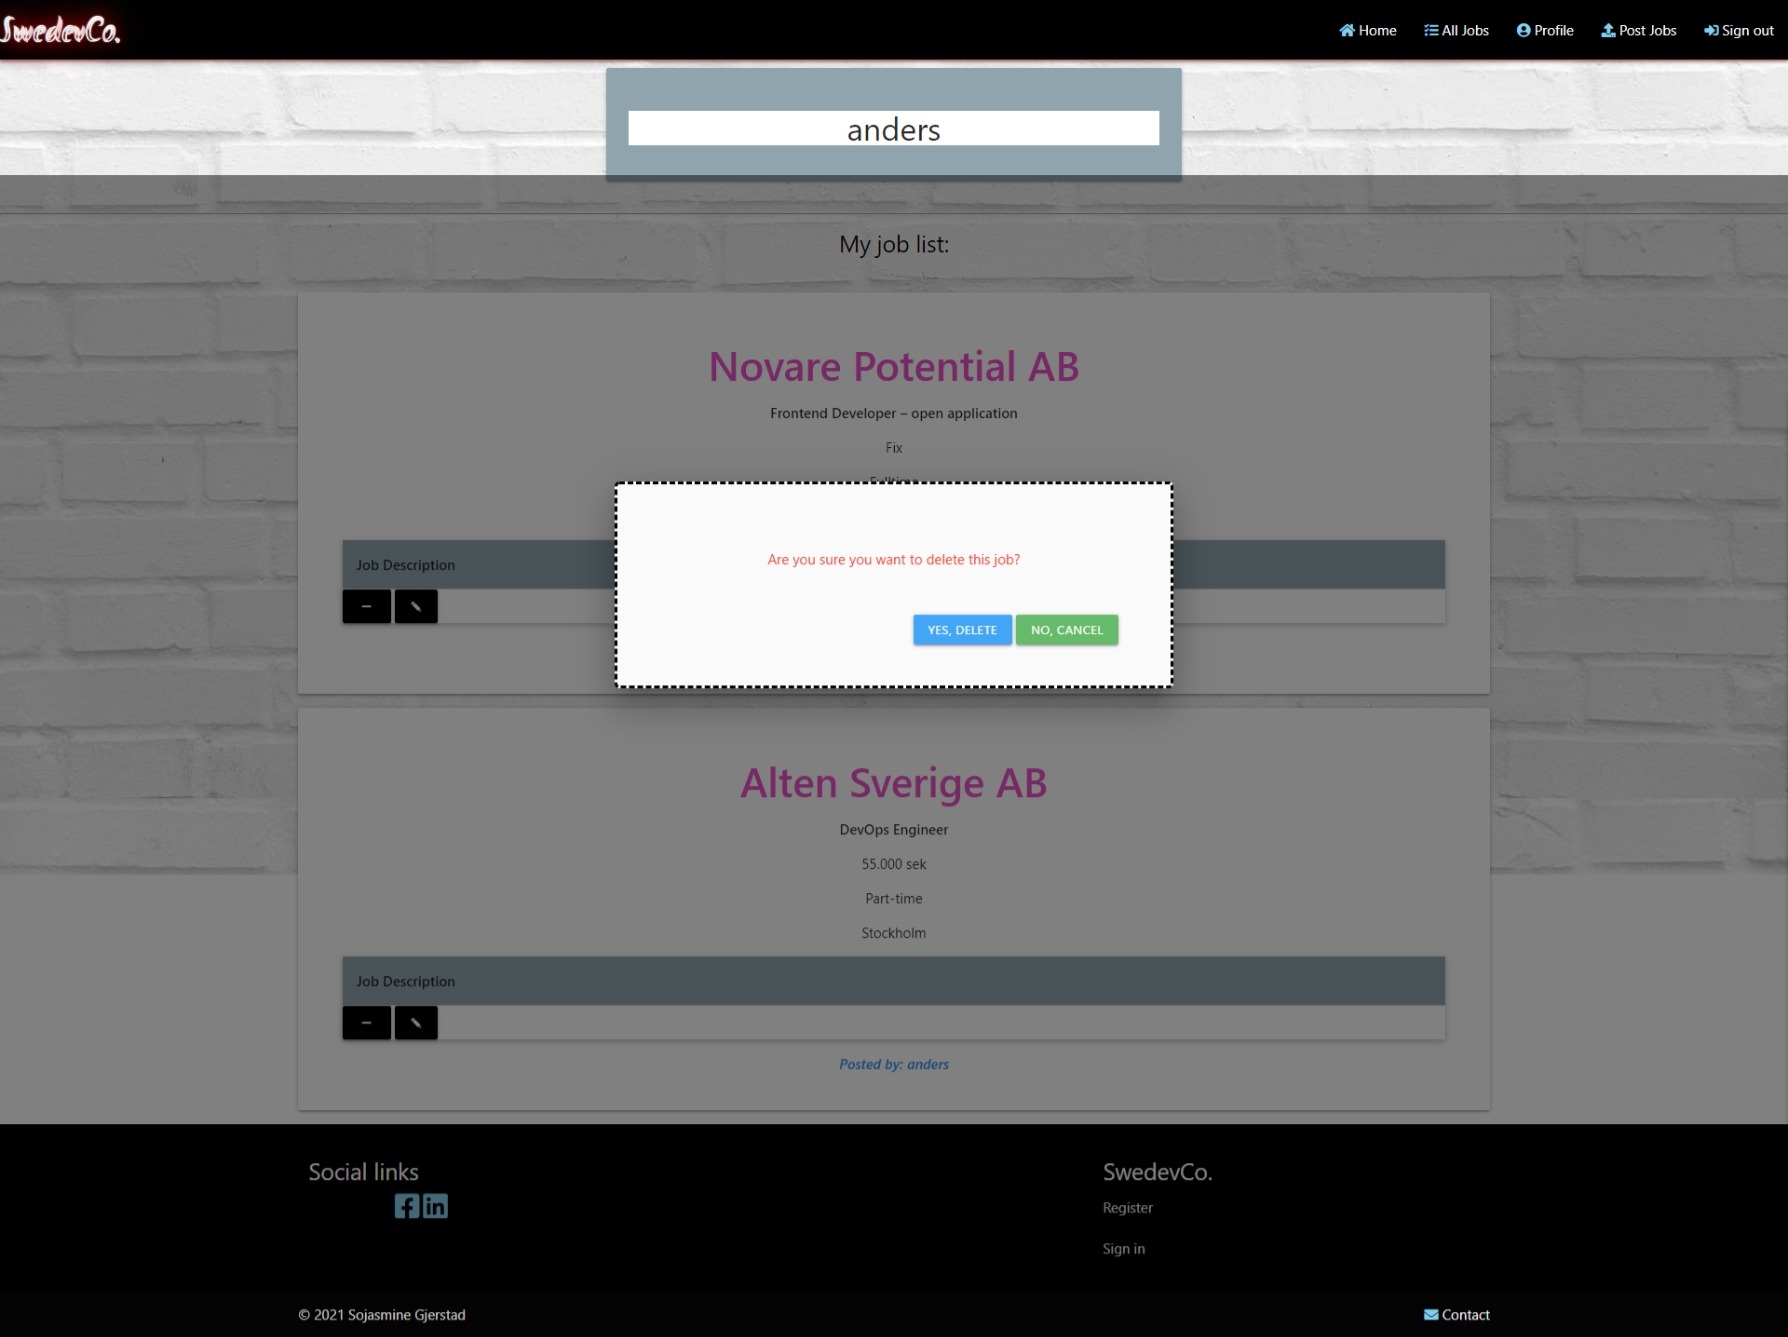 SwedevCo.
Home All Jobs Profile Post Jobs Sign out
anders
My job list:
Novare Potential AB
Frontend Developer – open application
Fix
Are you sure you want to delete this job?
YES, DELETE NO, CANCEL
Job Description
Alten Sverige AB
DevOps Engineer
55.000 sek
Part-time
Stockholm
Job Description
Posted by: anders
Social links
SwedevCo.
Register
Sign in
© 2021 Sojasmine Gjerstad
Contact